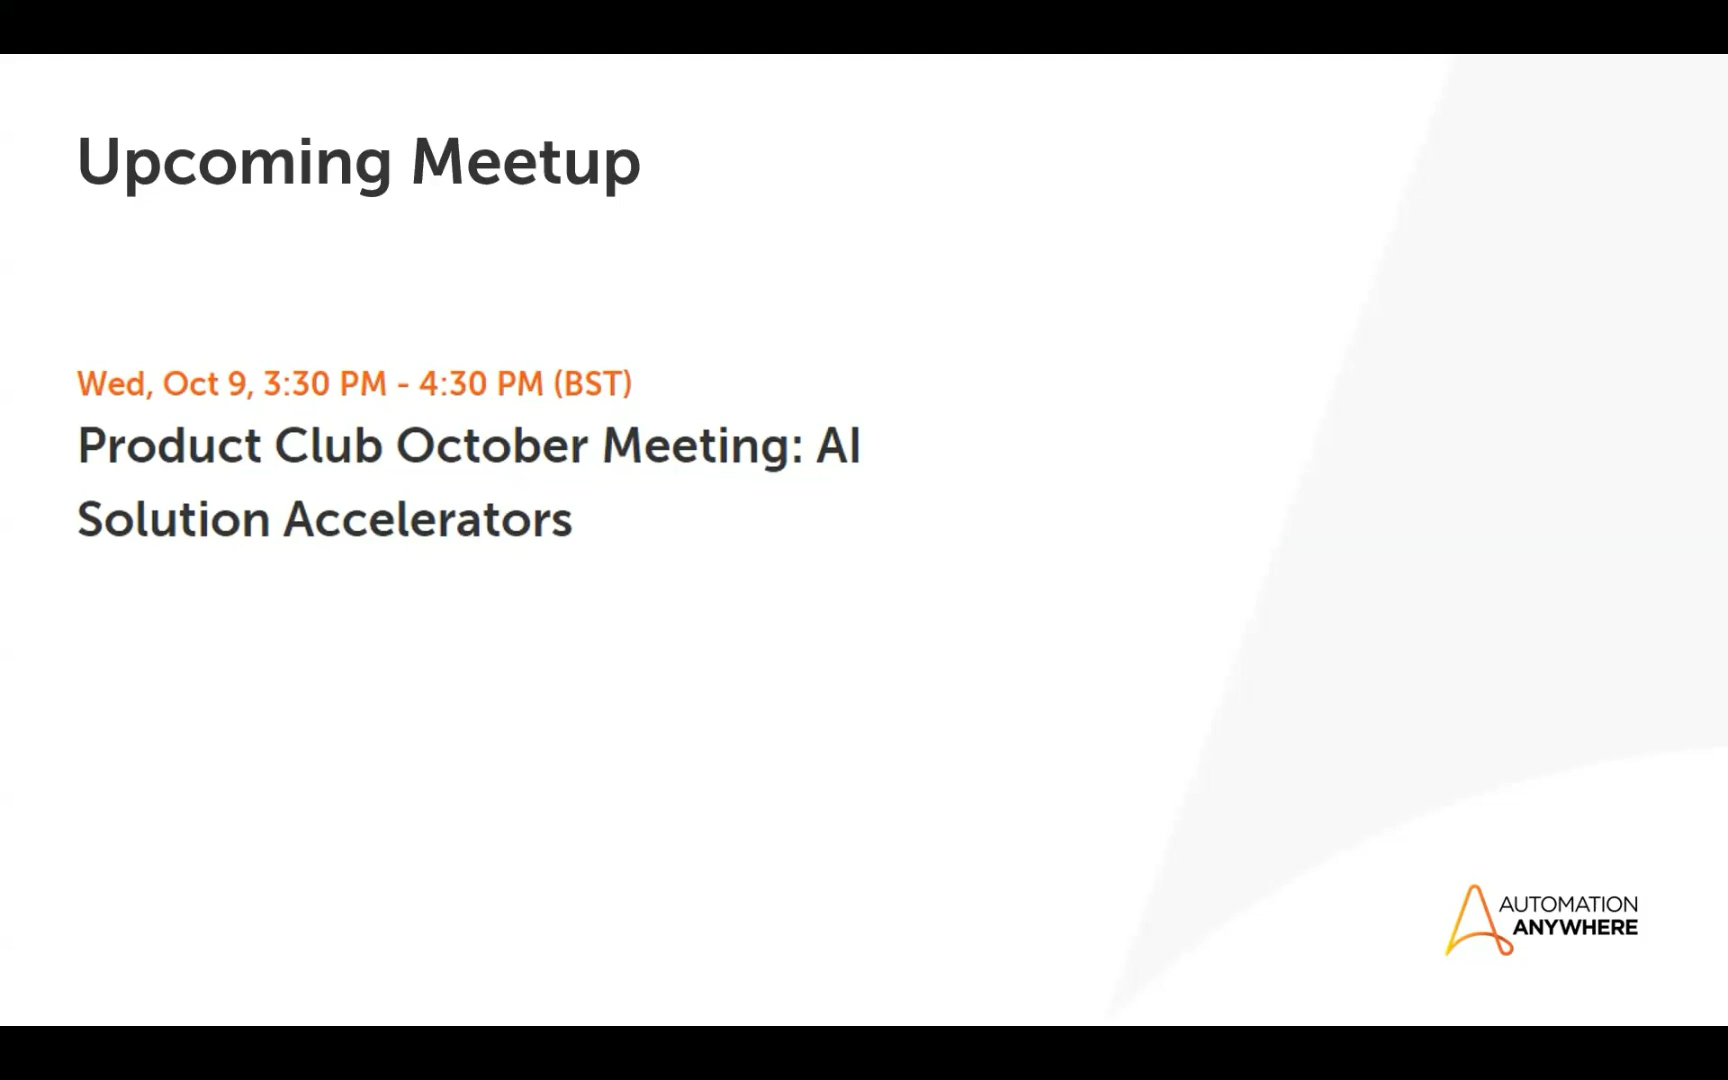 Upcoming Meetup
Wed, Oct 9, 3:30 PM - 4:30 PM (BST)
Product Club October Meeting: AI
Solution Accelerators
AUTOMATION
ANYWHERE